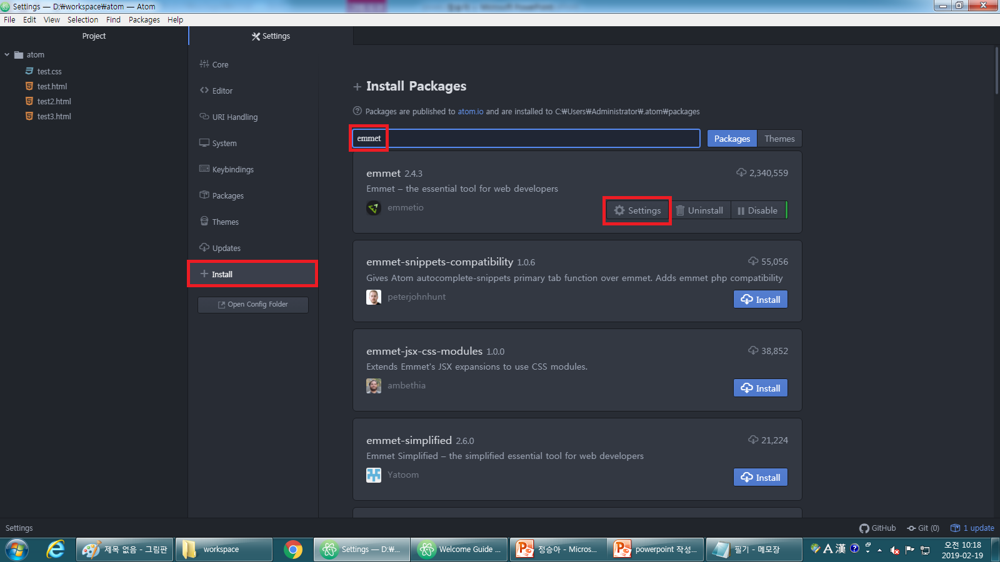 Settings — D:₩workspace₩atom — Atom
File Edit View Selection Find Packages Help
Project
Settings
atom
test.css
test.html
test2.html
test3.html
Core
Editor
URI Handling
System
Keybindings
Packages
Themes
Updates
Install
Open Config Folder
Install Packages
Packages are published to atom.io and are installed to C:₩Users₩Administrator₩.atom₩packages
emmet
Packages Themes
emmet 2.4.3
2,340,559
Emmet – the essential tool for web developers
emmetio
Settings Uninstall Disable
emmet-snippets-compatibility 1.0.6
55,056
Gives Atom autocomplete-snippets primary tab function over emmet. Adds emmet php compatibility
peterjohnhunt
Install
emmet-jsx-css-modules 1.0.0
38,852
Extends Emmet's JSX expansions to use CSS modules.
ambethia
Install
emmet-simplified 2.6.0
21,224
Emmet Simplified – the simplified essential tool for web developers
Yatoom
Install
Settings
GitHub Git (0) 1 update
제목 없음 - 그림판
workspace
Settings — D:₩...
Welcome Guide ...
정승아 - Micros...
powerpoint 작성...
필기 - 메모장
A 漢
오전 10:18
2019-02-19